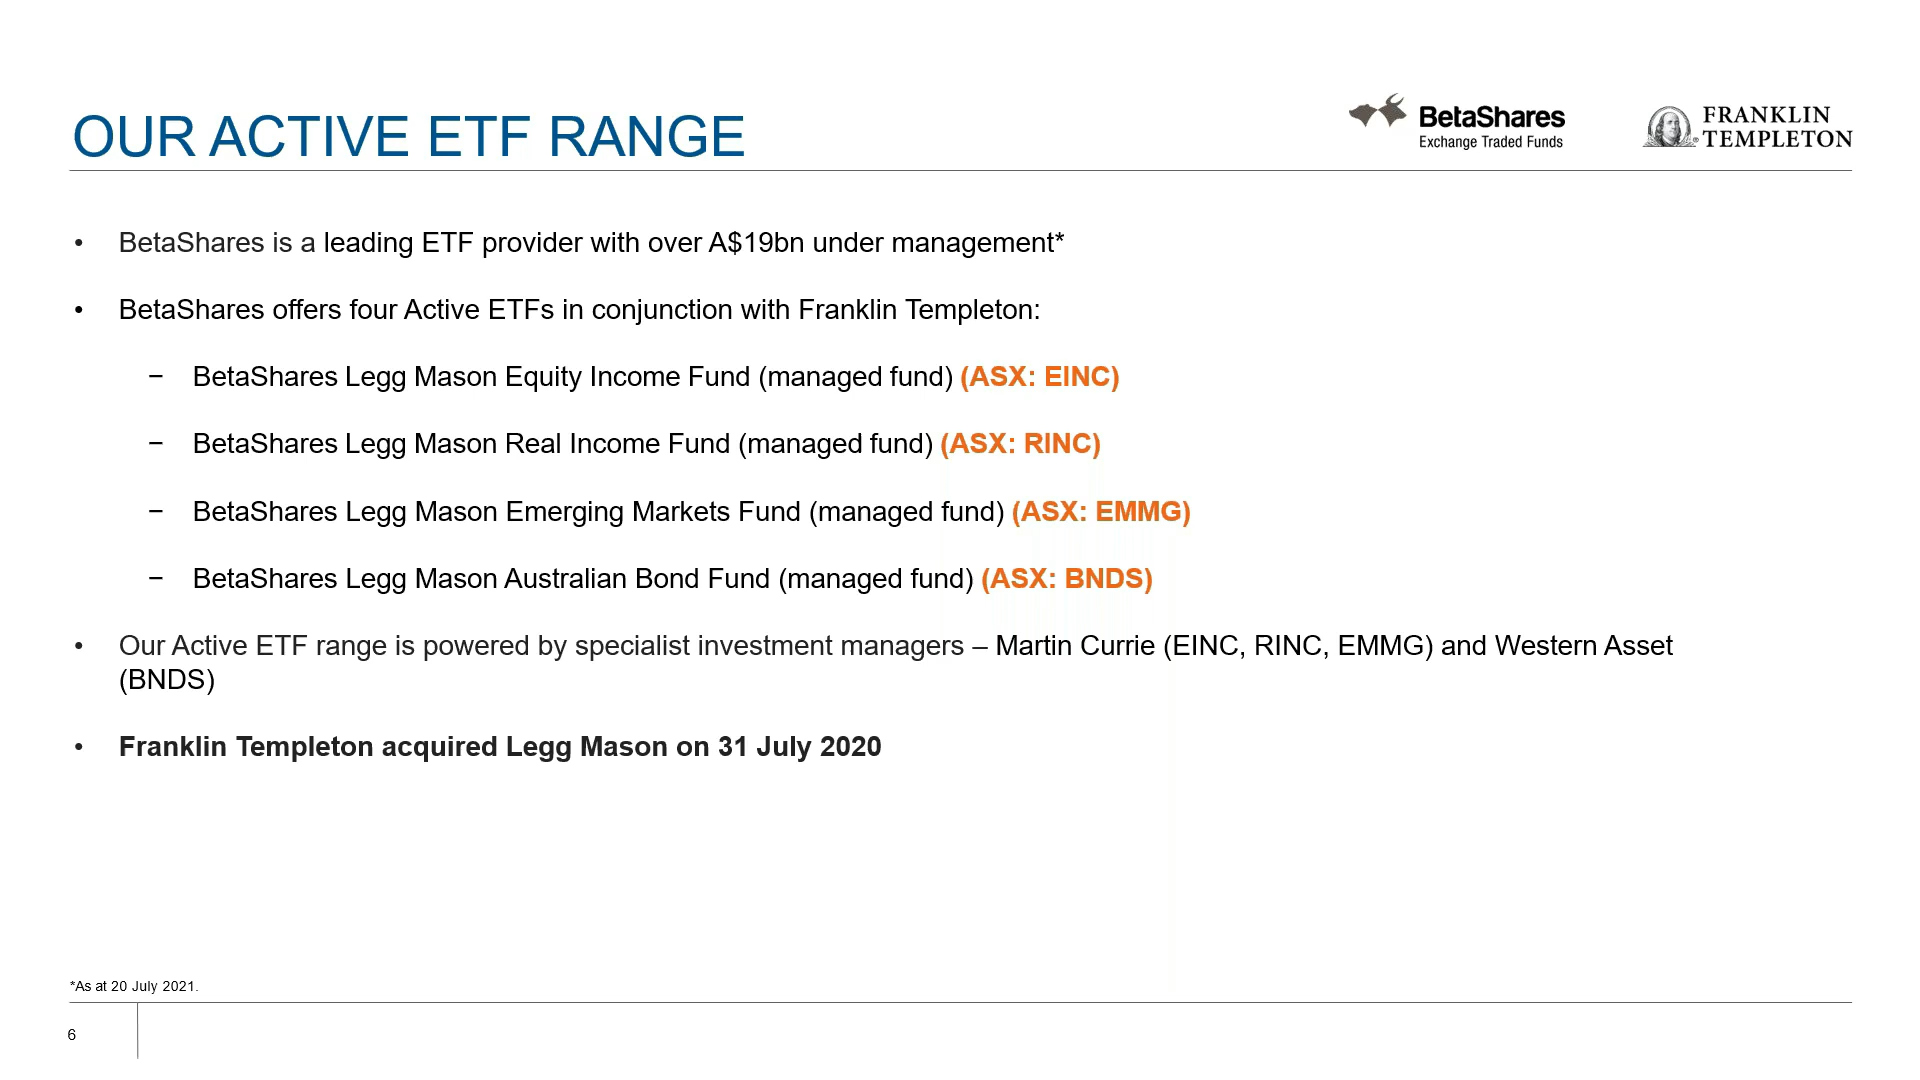 OUR ACTIVE ETF RANGE
BetaShares
Exchange Traded Funds
FRANKLIN
TEMPLETON
• BetaShares is a leading ETF provider with over A$19bn under management*
• BetaShares offers four Active ETFs in conjunction with Franklin Templeton:
− BetaShares Legg Mason Equity Income Fund (managed fund) (ASX: EINC)
− BetaShares Legg Mason Real Income Fund (managed fund) (ASX: RINC)
− BetaShares Legg Mason Emerging Markets Fund (managed fund) (ASX: EMMG)
− BetaShares Legg Mason Australian Bond Fund (managed fund) (ASX: BNDS)
• Our Active ETF range is powered by specialist investment managers – Martin Currie (EINC, RINC, EMMG) and Western Asset
(BNDS)
• Franklin Templeton acquired Legg Mason on 31 July 2020
*As at 20 July 2021.
6